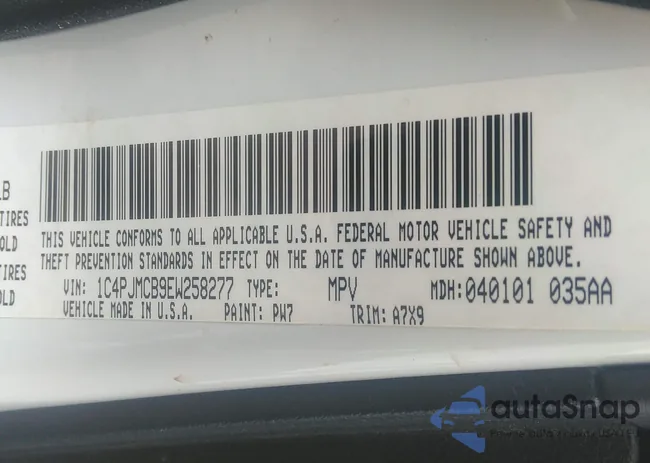 LB
TIRES
OLD
TIRES
OLD
THIS VEHICLE CONFORMS TO ALL APPLICABLE U.S.A. FEDERAL MOTOR VEHICLE SAFETY AND
THEFT PREVENTION STANDARDS IN EFFECT ON THE DATE OF MANUFACTURE SHOWN ABOVE.
VIN: 1C4PJMCB9EW258277 TYPE: MPV MDH:040101 035AA
VEHICLE MADE IN U.S.A. PAINT: PW7 TRIM: A7X9
autoSnap